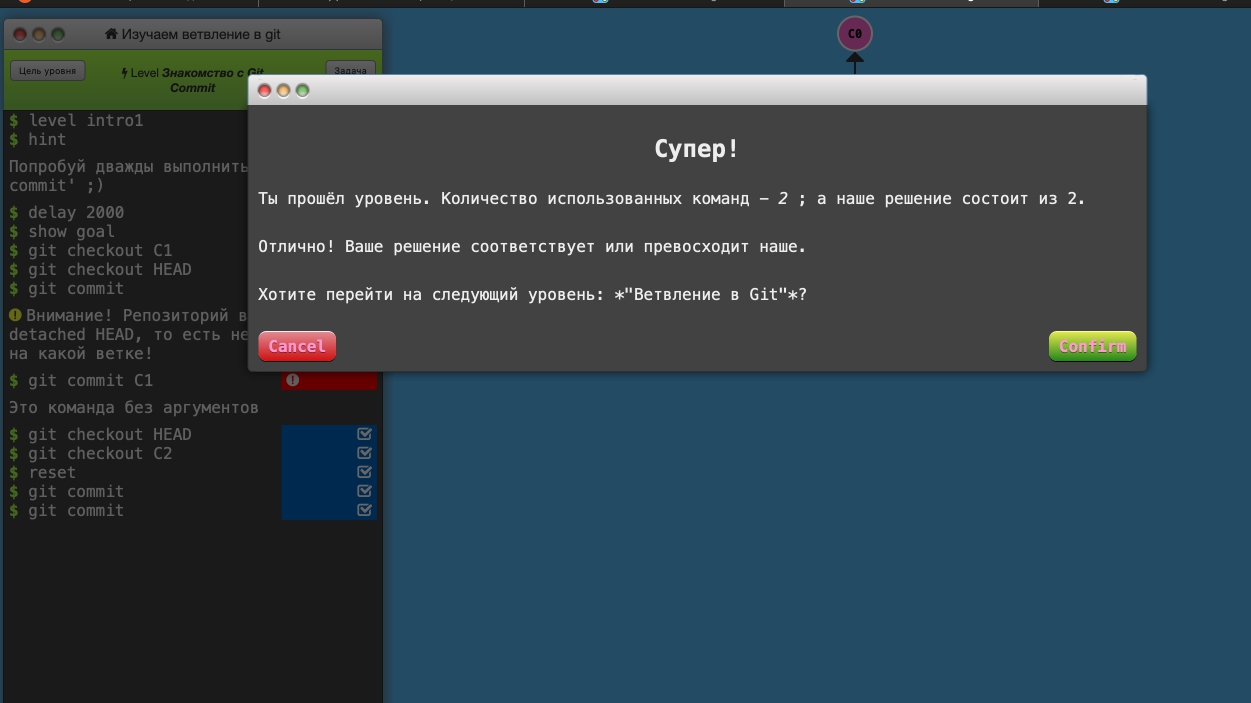 Изучаем ветвление в git
Цель уровня
Level Знакомство с Git
Commit
Задача
$ level intro1
$ hint
Попробуй дважды выполнить
commit' ;)
$ delay 2000
$ show goal
$ git checkout C1
$ git checkout HEAD
$ git commit
Внимание! Репозиторий в
detached HEAD, то есть не
на какой ветке!
$ git commit C1
Это команда без аргументов
$ git checkout HEAD
$ git checkout C2
$ reset
$ git commit
$ git commit
C0
Супер!
Ты прошёл уровень. Количество использованных команд — 2 ; а наше решение состоит из 2.
Отлично! Ваше решение соответствует или превосходит наше.
Хотите перейти на следующий уровень: *"Ветвление в Git"*?
Cancel
Confirm